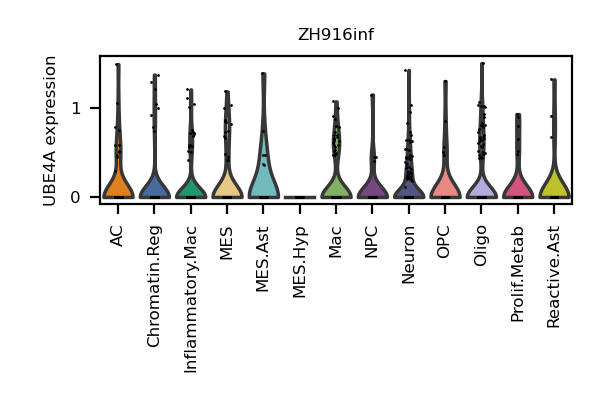 ZH916inf
UBE4A expression
1
0
AC
Chromatin.Reg
Inflammatory.Mac
MES
MES.Ast
MES.Hyp
Mac
NPC
Neuron
OPC
Oligo
Prolif.Metab
Reactive.Ast